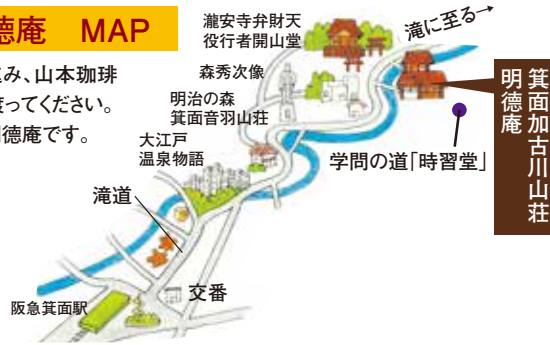 徳庵 MAP
み、山本珈琲
渡ってください。
徳庵です。
瀧安寺弁財天
役行者開山堂
滝に至る→
森秀次像
明治の森
箕面音羽山荘
大江戸
温泉物語
滝道
学問の道「時習堂」
箕面加古川山荘
明徳庵
交番
阪急箕面駅